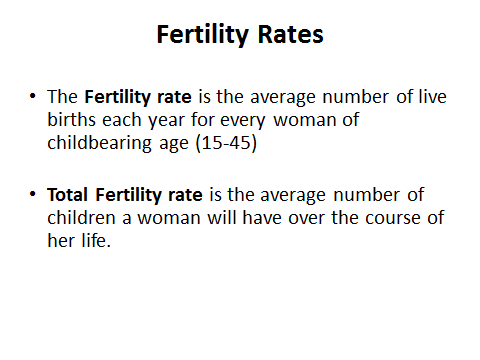 Fertility Rates
• The Fertility rate is the average number of live
births each year for every woman of
childbearing age (15-45)
• Total Fertility rate is the average number of
children a woman will have over the course of
her life.